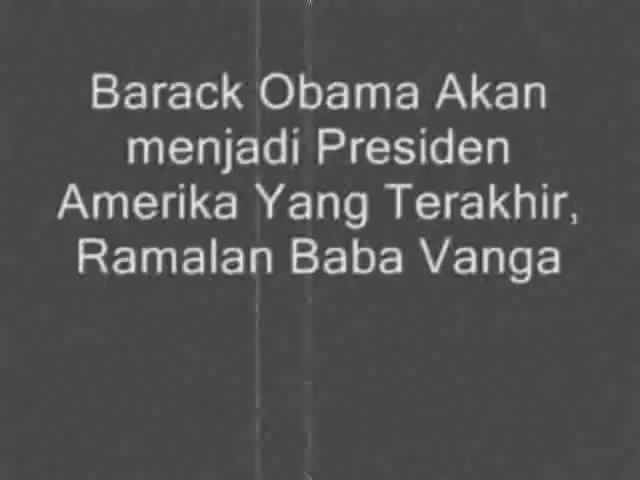 Barack Obama Akan
menjadi Presiden
Amerika Yang Terakhir,
Ramalan Baba Vanga